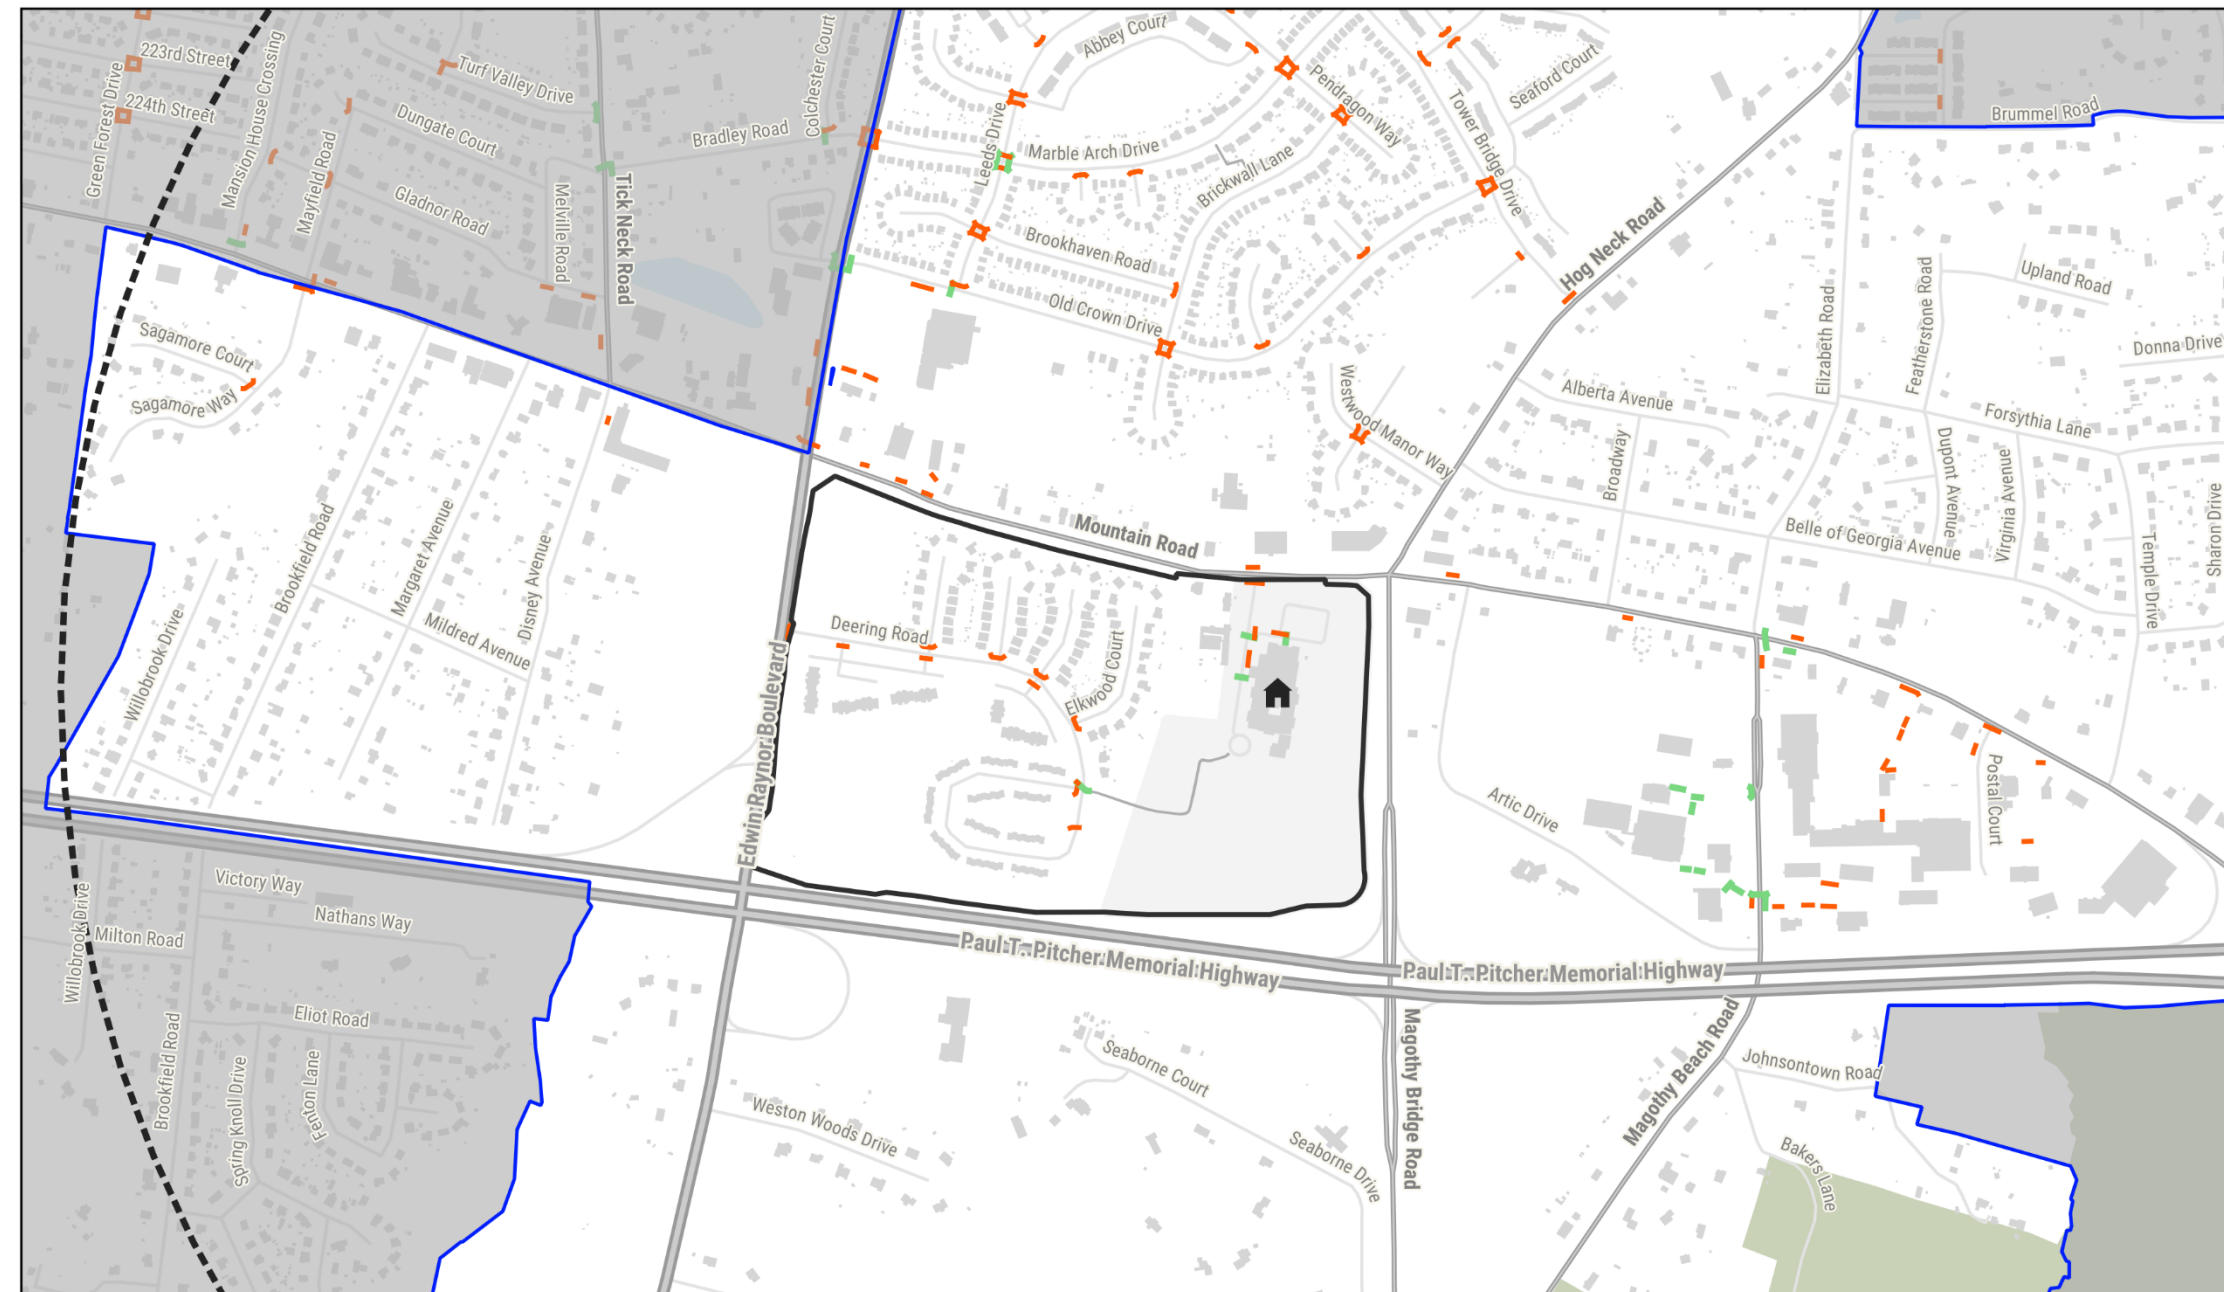 223rd Street
Green Forest Drive
224th Street
Mansion House Crossing
Mayfield Road
Turf Valley Drive
Dungate Court
Gladnor Road
Melville Road
Tick Neck Road
Bradley Road
Colchester Court
Abbey Court
Leeds Drive
Marble Arch Drive
Pendragon Way
Brickwall Lane
Tower Bridge Drive
Seaford Court
Brummel Road
Brookhaven Road
Old Crown Drive
Hog Neck Road
Upland Road
Elizabeth Road
Featherstone Road
Donna Drive
Sagamore Court
Sagamore Way
Westwood Manor Way
Alberta Avenue
Broadway
Forsythia Lane
Dupont Avenue
Virginia Avenue
Sharon Drive
Belle of Georgia Avenue
Temple Drive
Mountain Road
Brookfield Road
Margaret Avenue
Disney Avenue
Mildred Avenue
Willobrook Drive
Deering Road
Elkwood Court
Edwin Raynor Boulevard
Artic Drive
Postal Court
Victory Way
Nathans Way
Willobrook Drive
Milton Road
Paul T. Pitcher Memorial Highway
Paul T. Pitcher Memorial Highway
Eliot Road
Brookfield Road
Spring Knoll Drive
Fenton Lane
Weston Woods Drive
Seaborne Court
Seaborne Drive
Magothy Bridge Road
Magothy Beach Road
Johnsontown Road
Bakers Lane